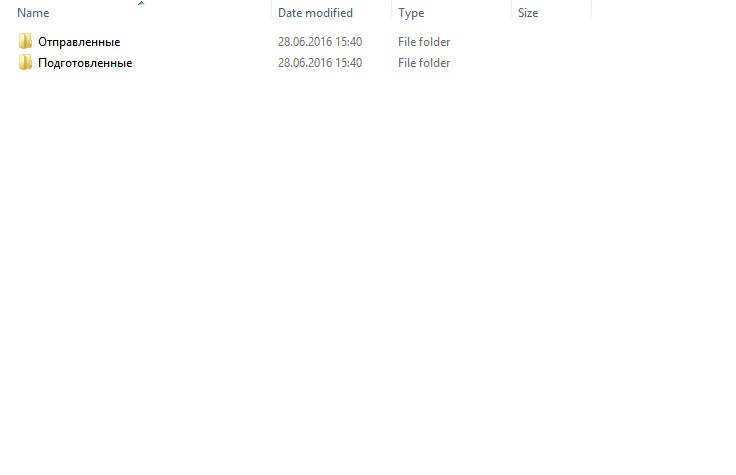 Name Date modified Type Size
Отправленные 28.06.2016 15:40 File folder
Подготовленные 28.06.2016 15:40 File folder